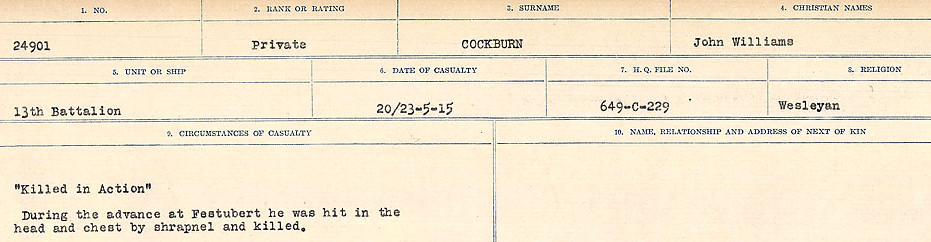 1. NO. 2. RANK OR RATING 3. SURNAME 4. CHRISTIAN NAMES
24901 Private COCKBURN John Williams
5. UNIT OR SHIP 6. DATE OF CASUALTY 7. H.Q. FILE NO. 8. RELIGION
13th Battalion 20/23-5-15 649-C-229 Wesleyan
9. CIRCUMSTANCES OF CASUALTY 10. NAME, RELATIONSHIP AND ADDRESS OF NEXT OF KIN
"Killed in Action"
During the advance at Festubert he was hit in the
head and chest by shrapnel and killed.